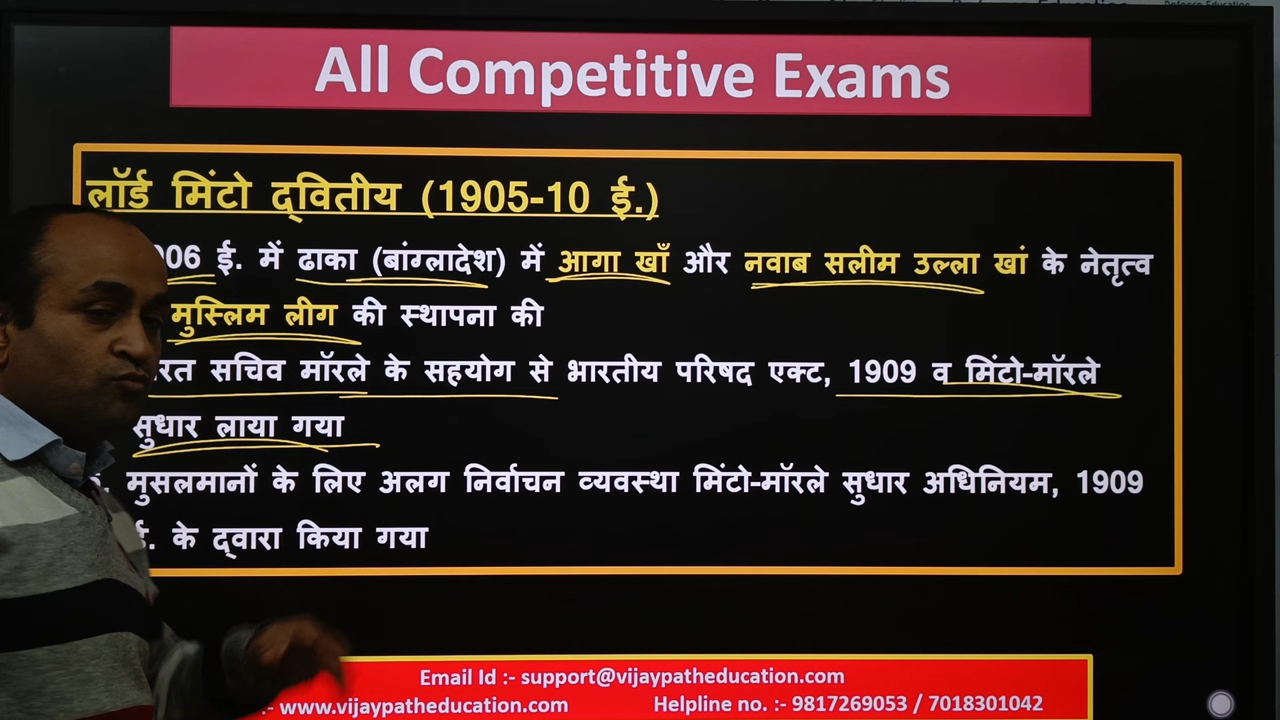 Defence Education
All Competitive Exams
लॉर्ड मिंटो द्वितीय (1905-10 ई.)
06 ई. में ढाका (बांग्लादेश) में आगा खाँ और नवाब सलीम उल्ला खां के नेतृत्व
मुस्लिम लीग की स्थापना की
रत सचिव मॉरले के सहयोग से भारतीय परिषद एक्ट, 1909 व मिंटो-मॉरले
सुधार लाया गया
. मुसलमानों के लिए अलग निर्वाचन व्यवस्था मिंटो-मॉरले सुधार अधिनियम, 1909
ई. के द्वारा किया गया
Email Id :- support@vijaypatheducation.com
:- www.vijaypatheducation.com Helpline no. :- 9817269053 / 7018301042